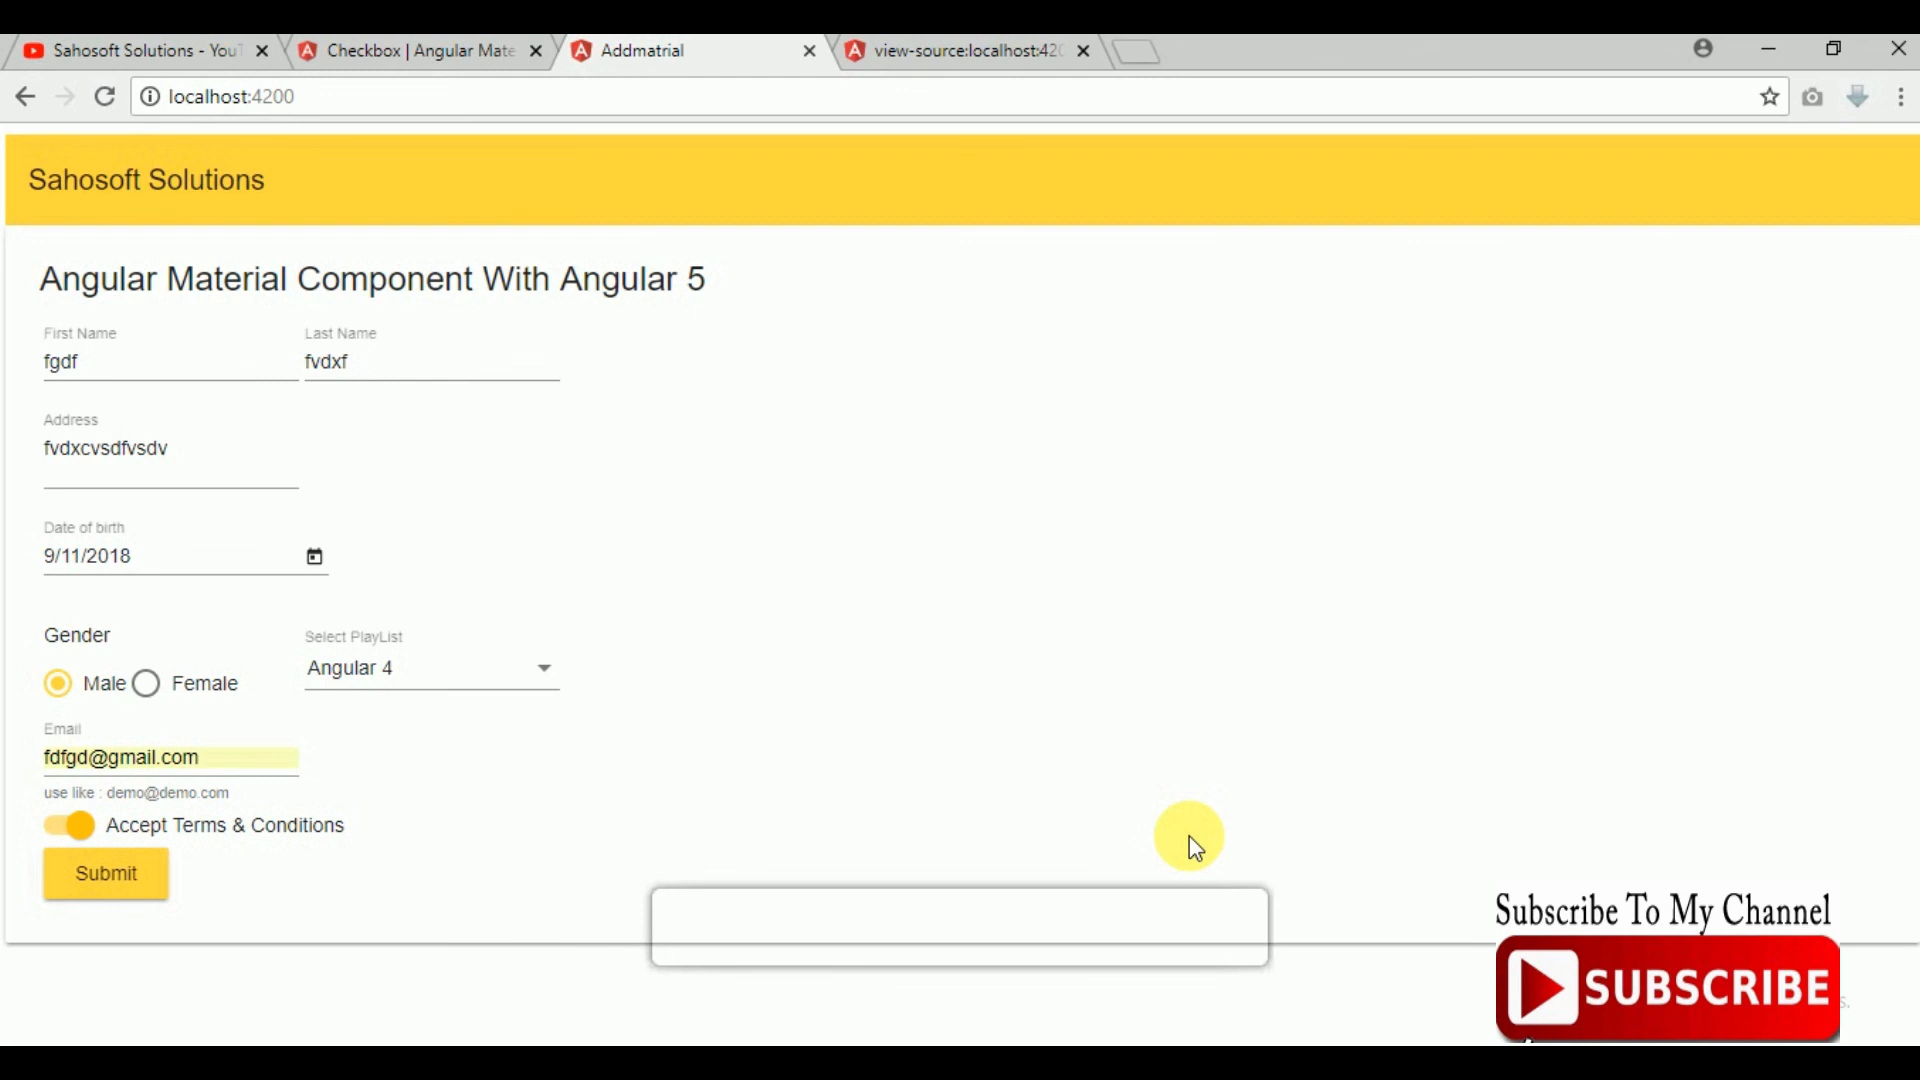 Sahosoft Solutions - YouT
Checkbox | Angular Mate
Addmatrial
view-source:localhost:420
localhost:4200
Sahosoft Solutions
Angular Material Component With Angular 5
First Name
Last Name
fgdf
fvdxf
Address
fvdxcvsdfvsdv
Date of birth
9/11/2018
Gender
Select PlayList
Angular 4
Male
Female
Email
fdfgd@gmail.com
use like : demo@demo.com
Accept Terms & Conditions
Submit
Subscribe To My Channel
SUBSCRIBE